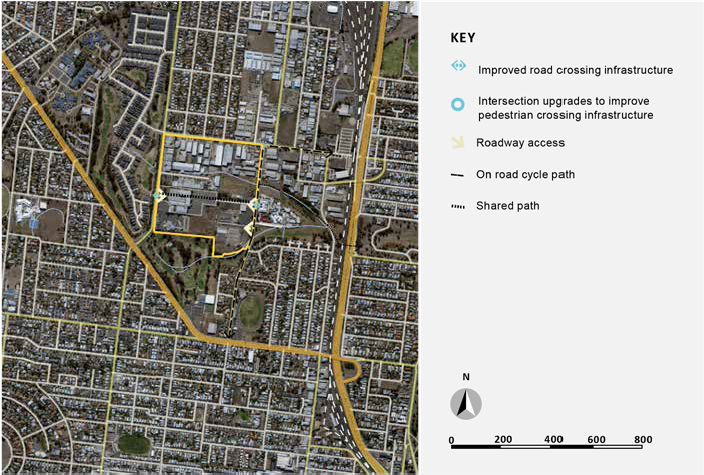 KEY
Improved road crossing infrastructure
Intersection upgrades to improve
pedestrian crossing infrastructure
Roadway access
On road cycle path
Shared path
N
0 200 400 600 800